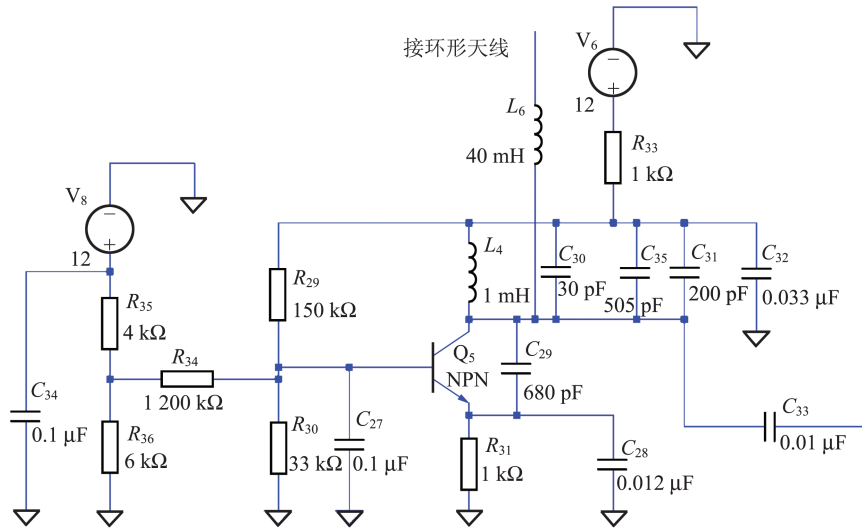 接环形天线
V6
12
L6
40 mH
R33
1 kΩ
V8
12
R35
4 kΩ
C34
0.1 μF
R34
1 200 kΩ
R36
6 kΩ
R29
150 kΩ
R30
33 kΩ
C27
0.1 μF
L4
1 mH
Q5
NPN
C30
30 pF
C35
505 pF
C31
200 pF
C32
0.033 μF
C29
680 pF
R31
1 kΩ
C28
0.012 μF
C33
0.01 μF